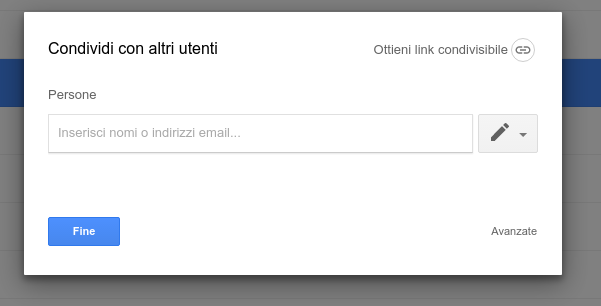 Condividi con altri utenti
Ottieni link condivisibile
Persone
Inserisci nomi o indirizzi email...
Fine
Avanzate